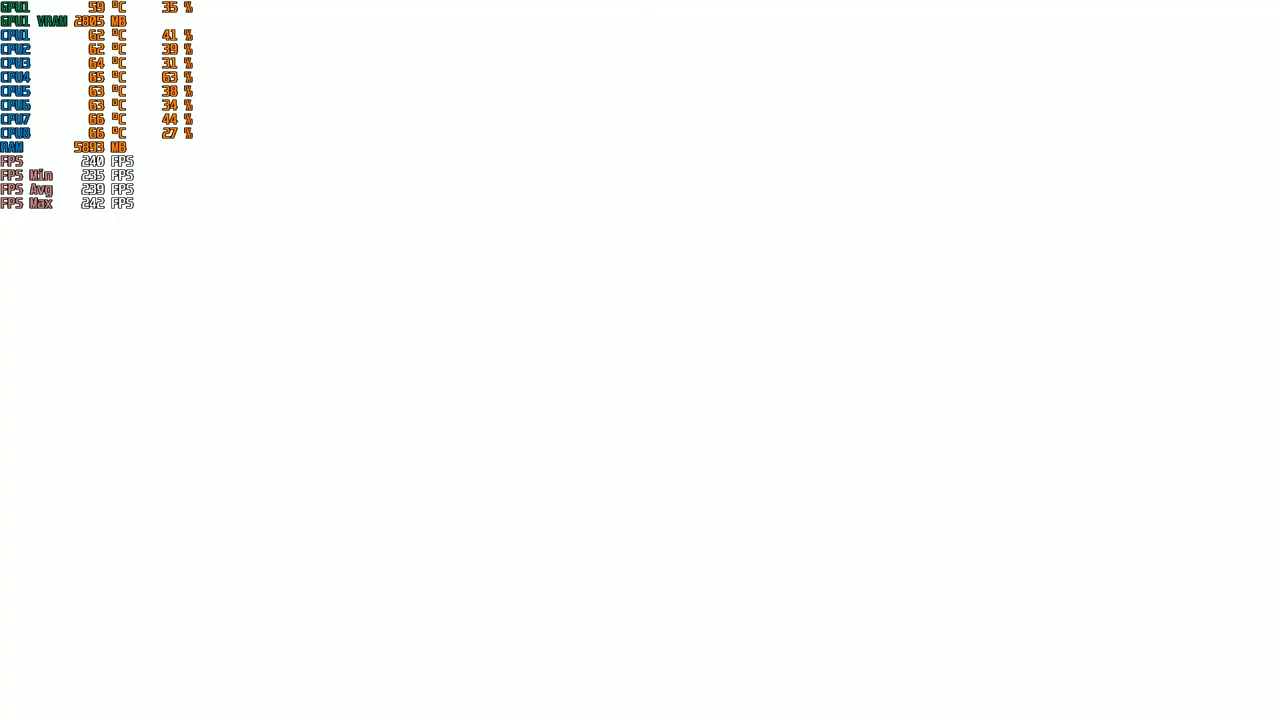 GPU1 59 °C 35 %
GPU1 VRAM 2805 MB
CPU1 62 °C 41 %
CPU2 62 °C 39 %
CPU3 64 °C 31 %
CPU4 65 °C 63 %
CPU5 63 °C 38 %
CPU6 63 °C 34 %
CPU7 66 °C 44 %
CPU8 66 °C 27 %
RAM 5893 MB
FPS 240 FPS
FPS Min 235 FPS
FPS Avg 239 FPS
FPS Max 242 FPS